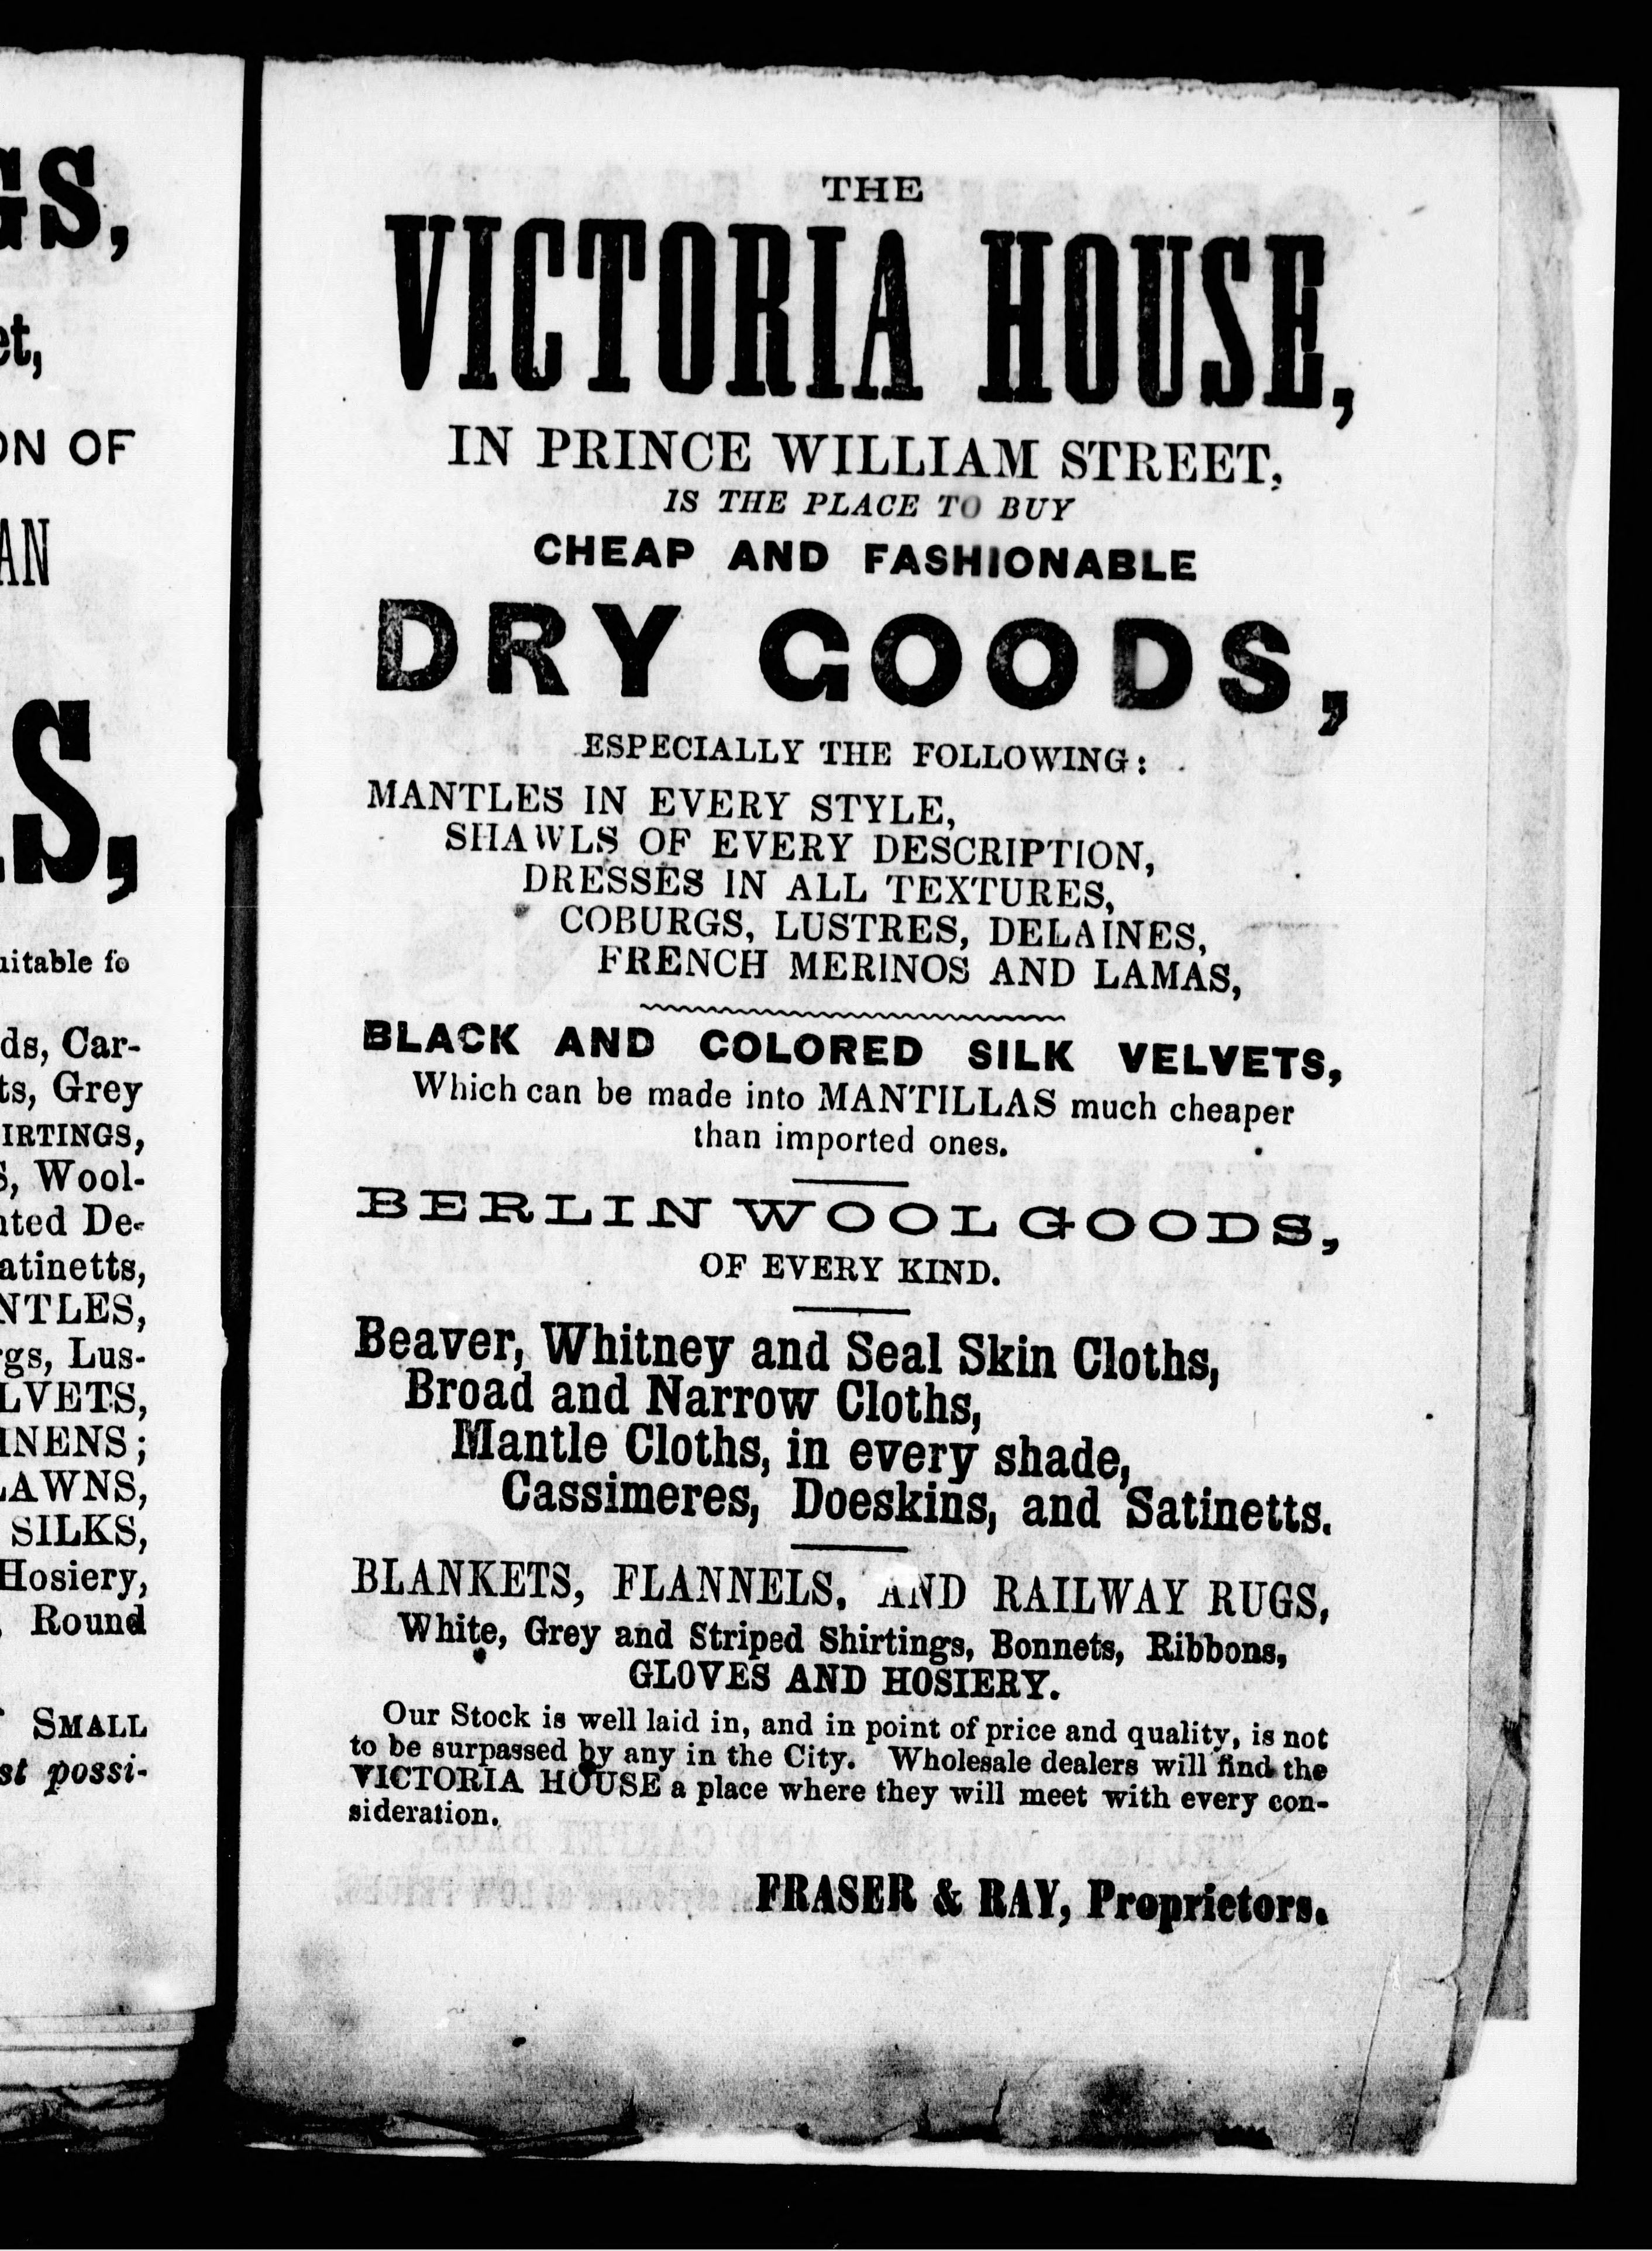 GS,
et,
ON OF
AN
S,
uitable fo
ds, Car-
ts, Grey
IRTINGS,
S, Wool-
nted De-
atinetts,
NTLES,
rgs, Lus-
LVETS,
INENS;
LAWNS,
SILKS,
Hosiery,
, Round
SMALL
st possi-
THE
VICTORIA HOUSE,
IN PRINCE WILLIAM STREET,
IS THE PLACE TO BUY
CHEAP AND FASHIONABLE
DRY GOODS,
ESPECIALLY THE FOLLOWING:
MANTLES IN EVERY STYLE,
SHAWLS OF EVERY DESCRIPTION,
DRESSES IN ALL TEXTURES,
COBURGS, LUSTRES, DELAINES,
FRENCH MERINOS AND LAMAS,
BLACK AND COLORED SILK VELVETS,
Which can be made into MANTILLAS much cheaper
than imported ones.
BERLIN WOOL GOODS,
OF EVERY KIND.
Beaver, Whitney and Seal Skin Cloths,
Broad and Narrow Cloths,
Mantle Cloths, in every shade,
Cassimeres, Doeskins, and Satinetts.
BLANKETS, FLANNELS, AND RAILWAY RUGS,
White, Grey and Striped Shirtings, Bonnets, Ribbons,
GLOVES AND HOSIERY.
Our Stock is well laid in, and in point of price and quality, is not
to be surpassed by any in the City. Wholesale dealers will find the
VICTORIA HOUSE a place where they will meet with every con-
sideration.
FRASER & RAY, Proprietors.